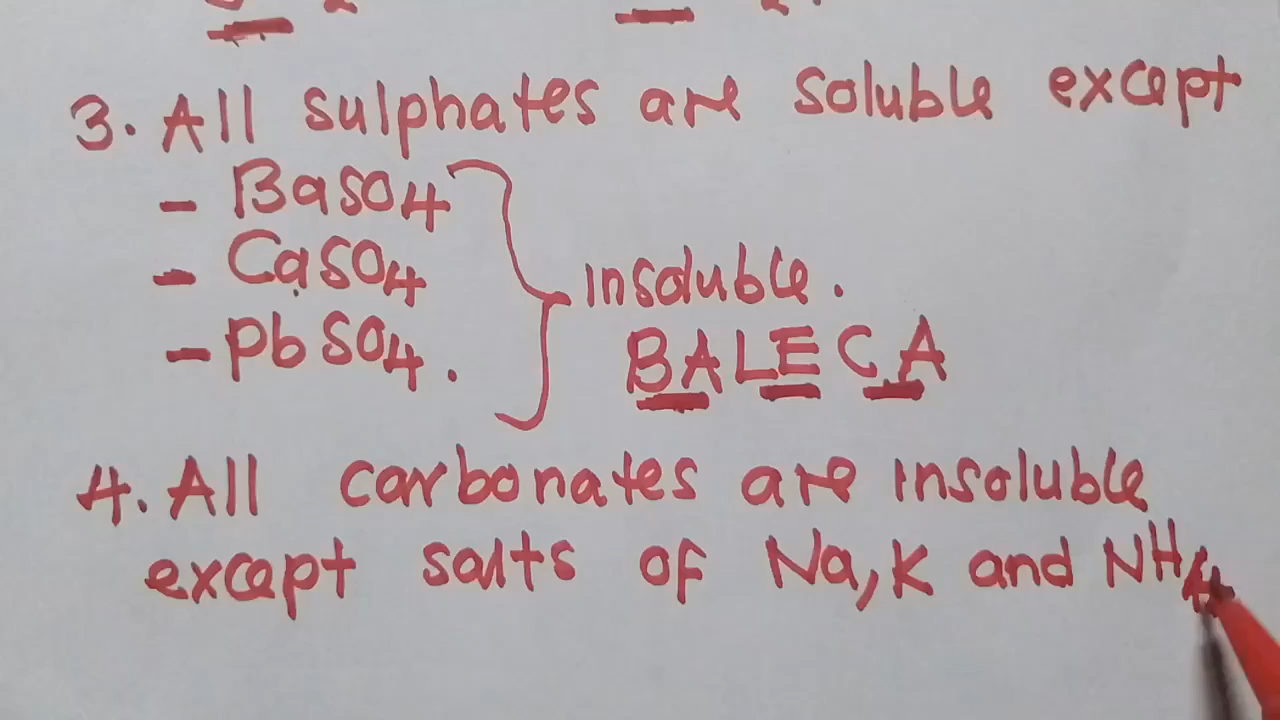 3. All sulphates are soluble except
- BaSO4
- CaSO4
- PbSO4.
insoluble.
BALECA
4. All carbonates are insoluble
except salts of Na, K and NH4